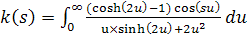 k(s) = ∫₀^∞ (cosh(2u)−1) cos(su) / u×sinh(2u)+2u² du